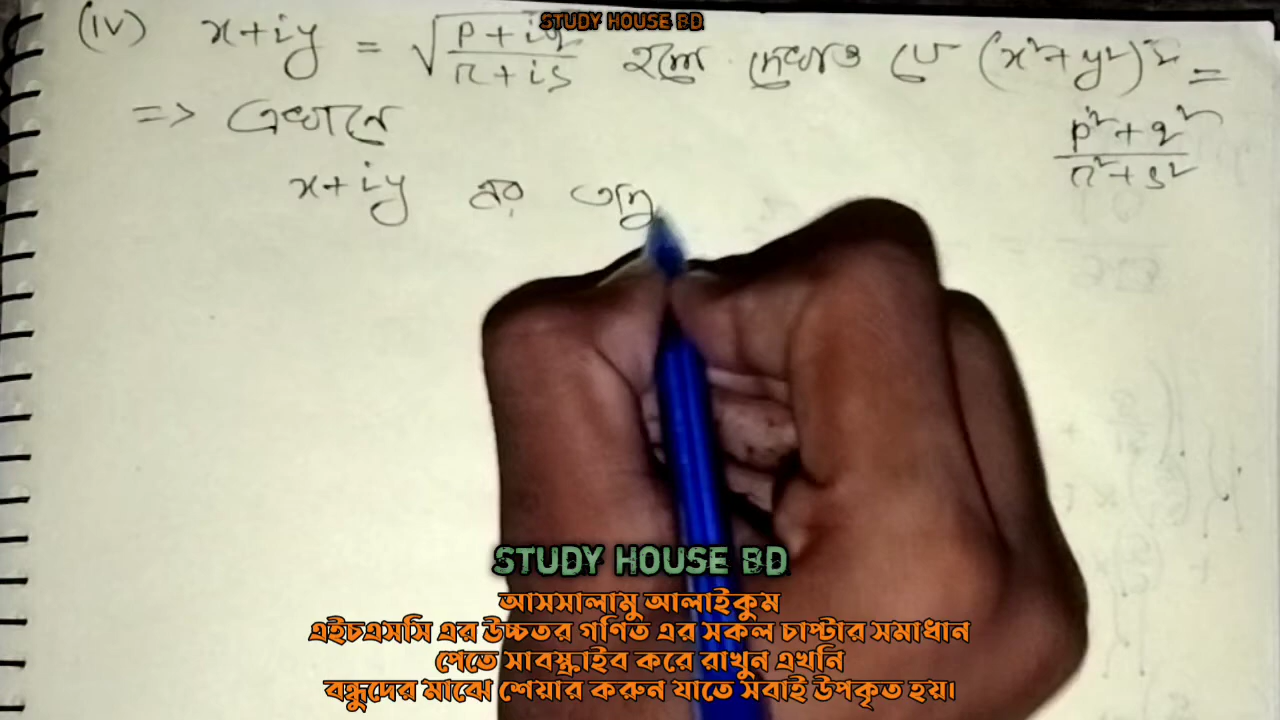 STUDY HOUSE BD
(iv) x+iy = √(p+iq / r+is) হলে দেখাও যে (x²+y²)² =
p²+q² / r²+s²
=> এখানে
x+iy এর অনু
STUDY HOUSE BD
আসসালামু আলাইকুম
এইচএসসি এর উচ্চতর গণিত এর সকল চাপ্টার সমাধান
পেতে সাবস্ক্রাইব করে রাখুন এখনি
বন্ধুদের মাঝে শেয়ার করুন যাতে সবাই উপকৃত হয়।